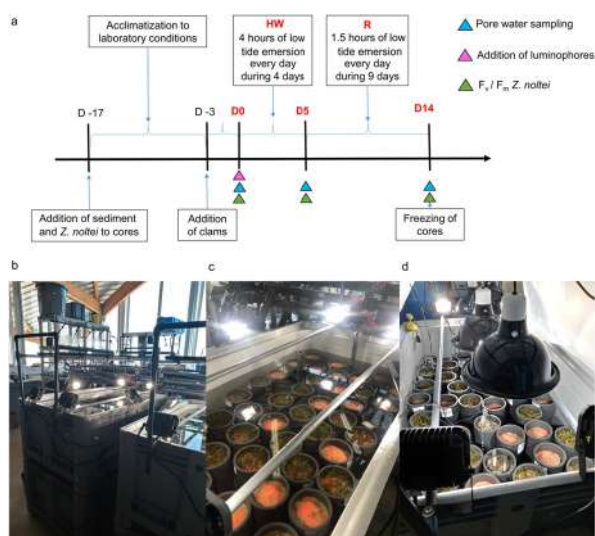 a
Acclimatization to
laboratory conditions
HW
4 hours of low
tide emersion
every day
during 4 days
R
1.5 hours of low
tide emersion
every day
during 9 days
Pore water sampling
Addition of luminophores
Fv / Fm Z. noltei
D -17
D -3
D0
D5
D14
Addition of sediment
and Z. noltei to cores
Addition
of clams
Freezing of
cores
b
c
d